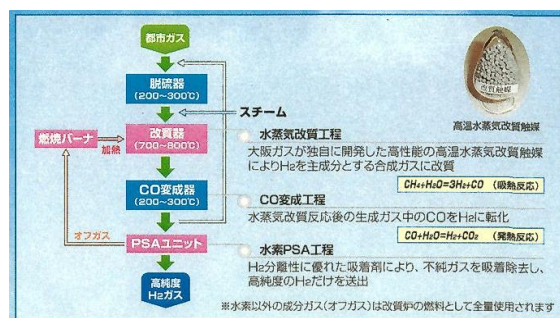 都市ガス
脱硫器
(200~300℃)
スチーム
燃焼バーナ
加熱
改質器
(700~800℃)
改質触媒
高温水蒸気改質触媒
水蒸気改質工程
大阪ガスが独自に開発した高性能の高温水蒸気改質触媒
によりH2を主成分とする合成ガスに改質
CH4+H2O=3H2+CO (吸熱反応)
CO変成器
(200~300℃)
CO変成工程
水蒸気改質反応後の生成ガス中のCOをH2に転化
CO+H2O=H2+CO2 (発熱反応)
オフガス
PSAユニット
水素PSA工程
H2分離性に優れた吸着剤により、不純ガスを吸着除去し、
高純度のH2だけを送出
高純度
H2ガス
※水素以外の成分ガス(オフガス)は改質炉の燃料として全量使用されます